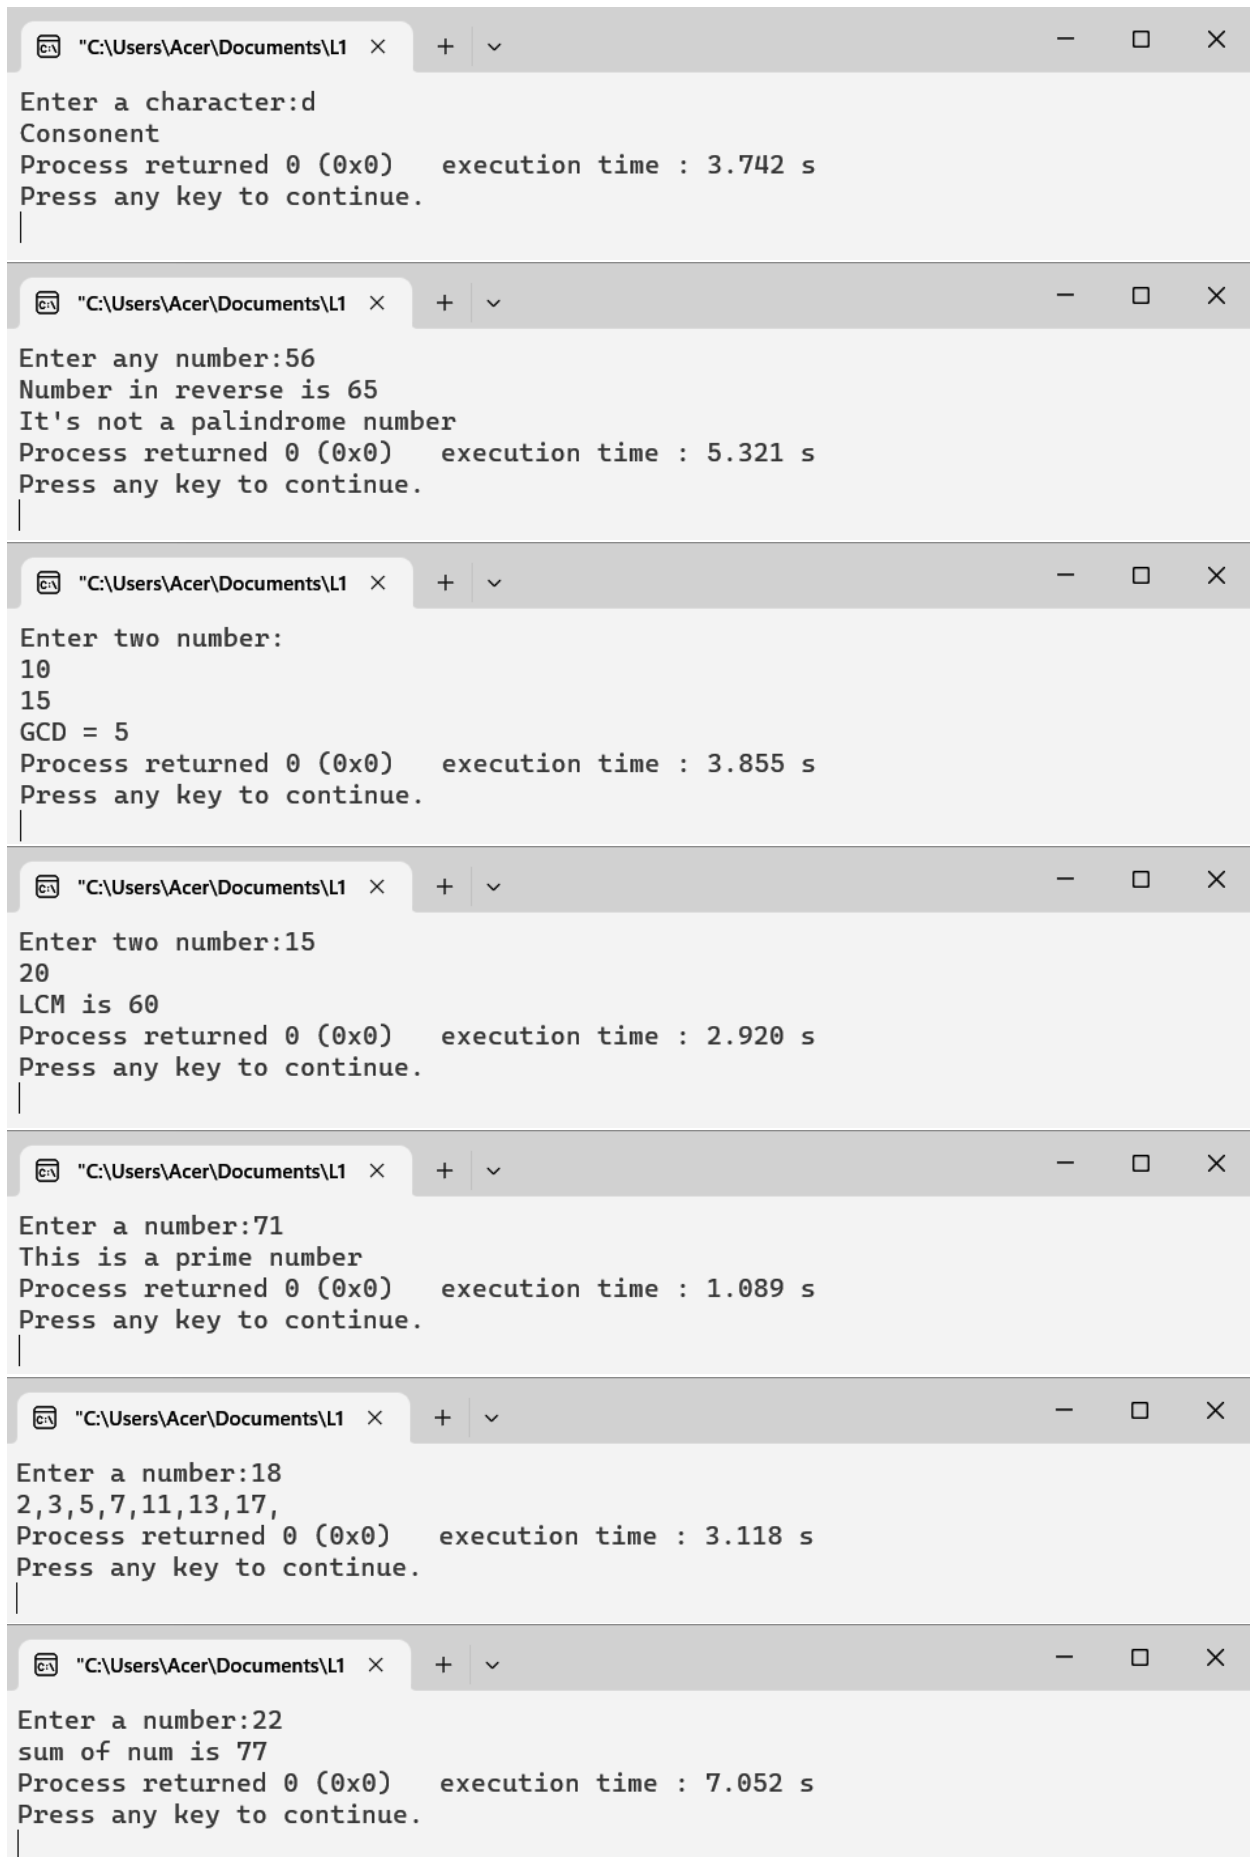 "C:\Users\Acer\Documents\L1
Enter a character:d
Consonent
Process returned 0 (0x0)   execution time : 3.742 s
Press any key to continue.
"C:\Users\Acer\Documents\L1
Enter any number:56
Number in reverse is 65
It's not a palindrome number
Process returned 0 (0x0)   execution time : 5.321 s
Press any key to continue.
"C:\Users\Acer\Documents\L1
Enter two number:
10
15
GCD = 5
Process returned 0 (0x0)   execution time : 3.855 s
Press any key to continue.
"C:\Users\Acer\Documents\L1
Enter two number:15
20
LCM is 60
Process returned 0 (0x0)   execution time : 2.920 s
Press any key to continue.
"C:\Users\Acer\Documents\L1
Enter a number:71
This is a prime number
Process returned 0 (0x0)   execution time : 1.089 s
Press any key to continue.
"C:\Users\Acer\Documents\L1
Enter a number:18
2,3,5,7,11,13,17,
Process returned 0 (0x0)   execution time : 3.118 s
Press any key to continue.
"C:\Users\Acer\Documents\L1
Enter a number:22
sum of num is 77
Process returned 0 (0x0)   execution time : 7.052 s
Press any key to continue.